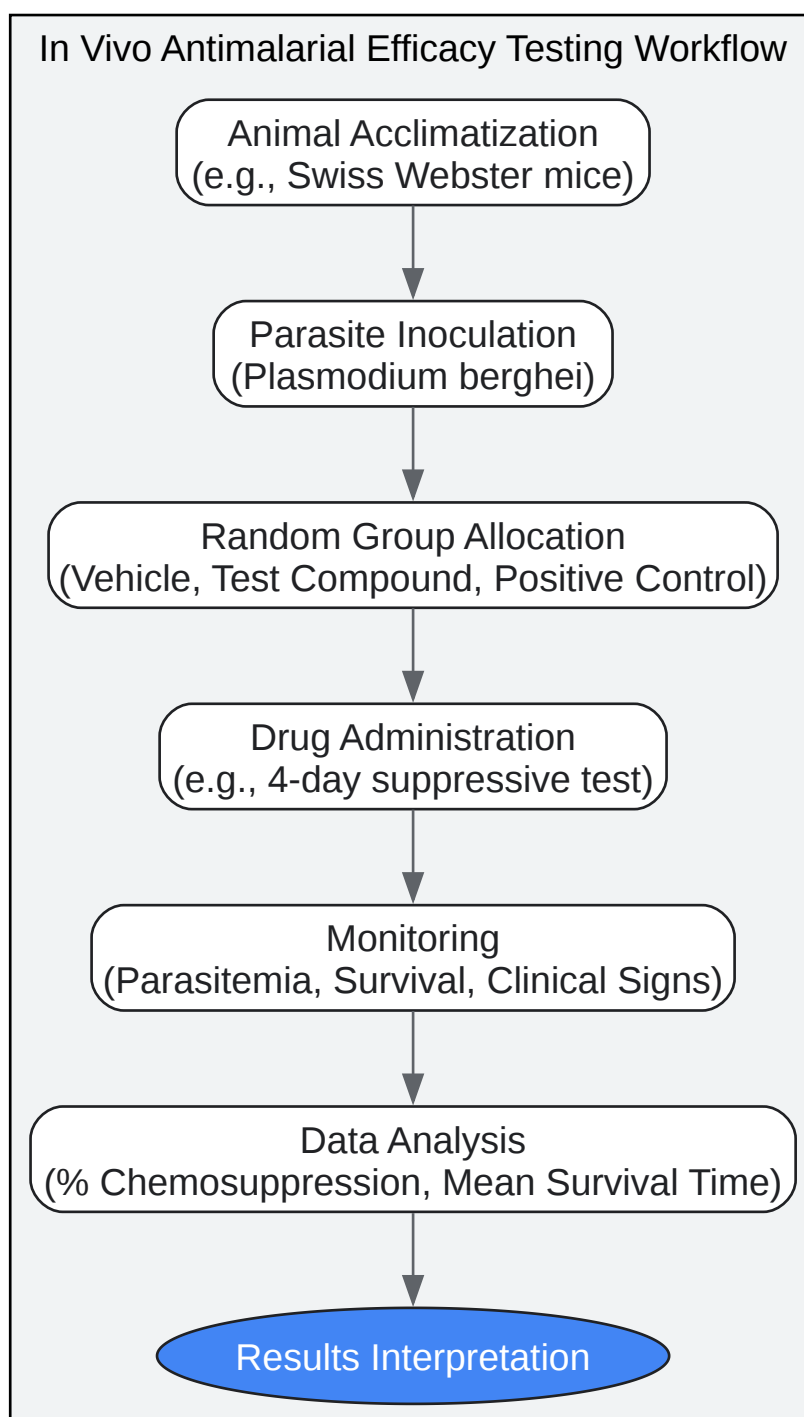 In Vivo Antimalarial Efficacy Testing Workflow
Animal Acclimatization
(e.g., Swiss Webster mice)
Parasite Inoculation
(Plasmodium berghei)
Random Group Allocation
(Vehicle, Test Compound, Positive Control)
Drug Administration
(e.g., 4-day suppressive test)
Monitoring
(Parasitemia, Survival, Clinical Signs)
Data Analysis
(% Chemosuppression, Mean Survival Time)
Results Interpretation